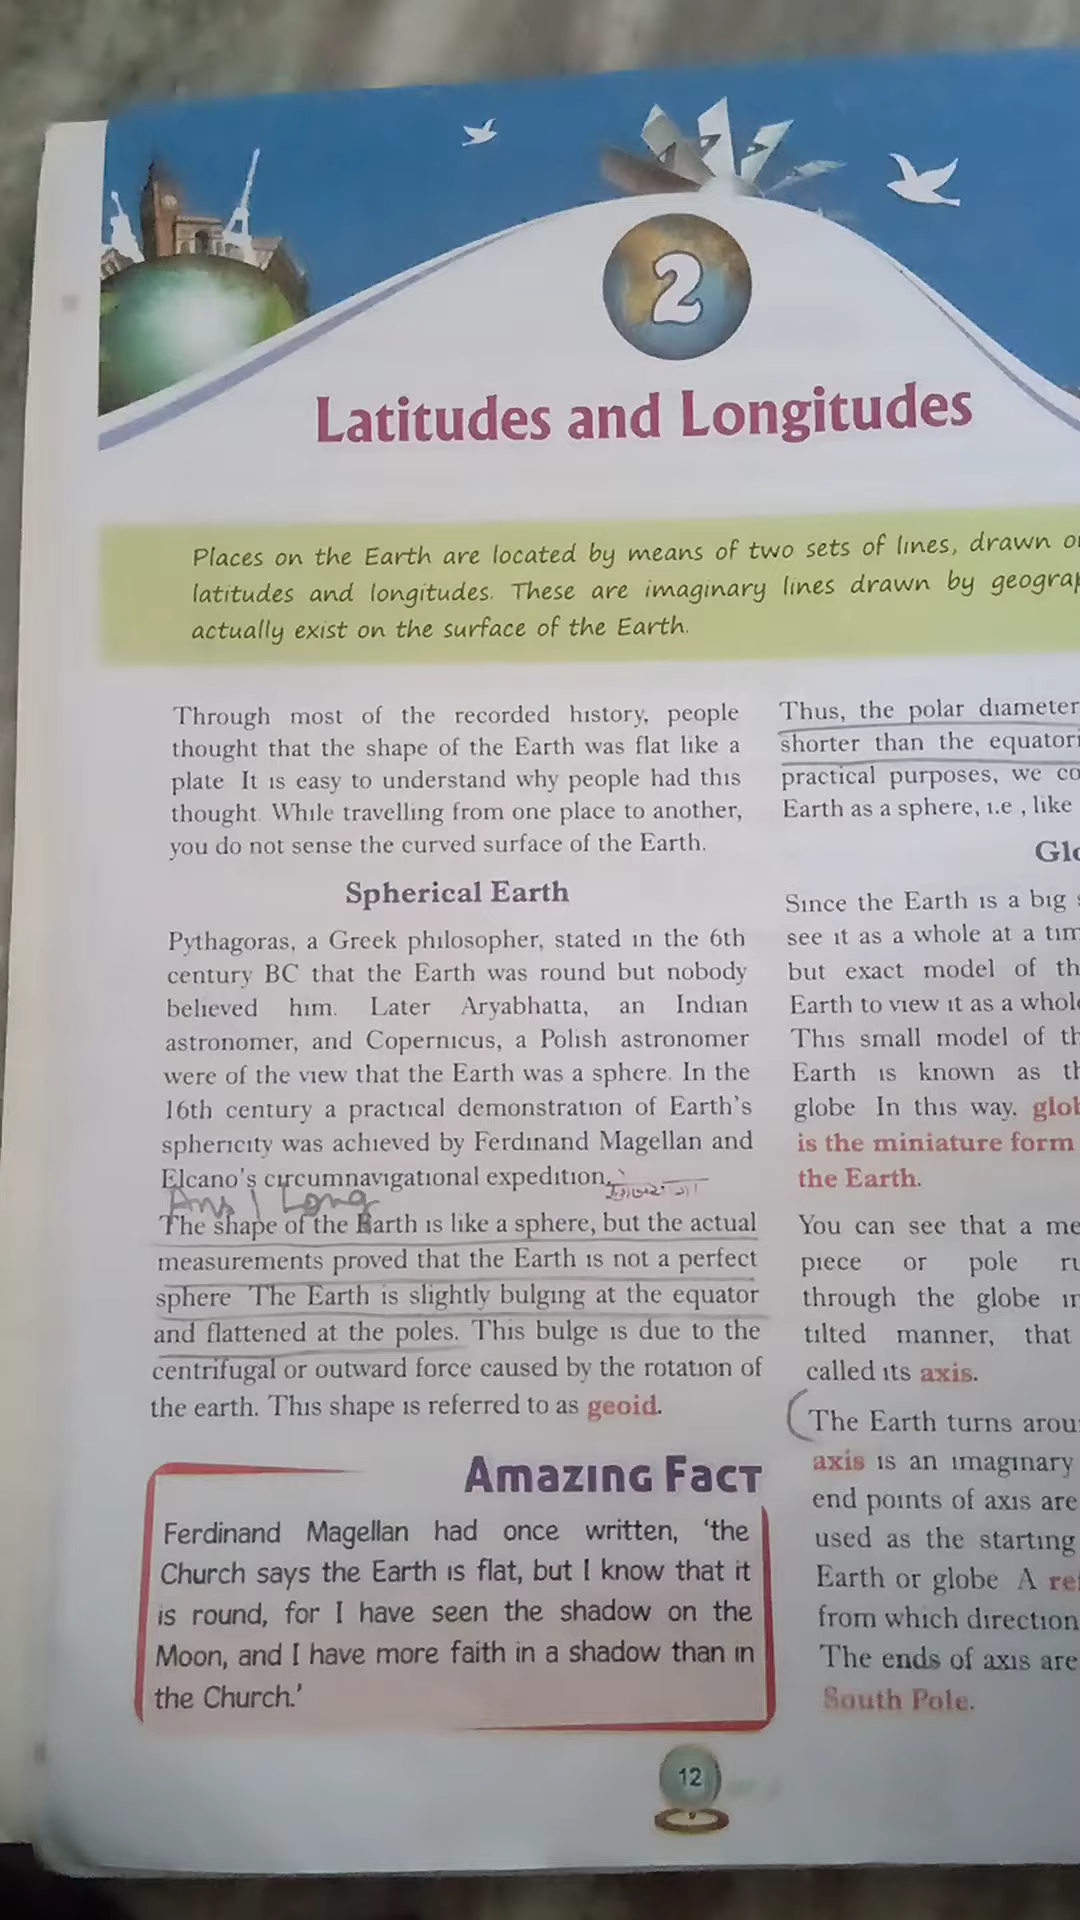 2
Latitudes and Longitudes
Places on the Earth are located by means of two sets of lines, drawn
latitudes and longitudes. These are imaginary lines drawn by
actually exist on the surface of the Earth.
Through most of the recorded history, people
thought that the shape of the Earth was flat like a
plate It is easy to understand why people had this
thought. While travelling from one place to another,
you do not sense the curved surface of the Earth.
Spherical Earth
Pythagoras, a Greek philosopher, stated in the 6th
century BC that the Earth was round but nobody
believed him. Later Aryabhatta, an Indian
astronomer, and Copernicus, a Polish astronomer
were of the view that the Earth was a sphere. In the
16th century a practical demonstration of Earth's
sphericity was achieved by Ferdinand Magellan and
Elcano's circumnavigational expedition.
Ans 1 Long
The shape of the Earth is like a sphere, but the actual
measurements proved that the Earth is not a perfect
sphere The Earth is slightly bulging at the equator
and flattened at the poles. This bulge is due to the
centrifugal or outward force caused by the rotation of
the earth. This shape is referred to as geoid.
Amazing Fact
Ferdinand Magellan had once written, 'the
Church says the Earth is flat, but I know that it
is round, for I have seen the shadow on the
Moon, and I have more faith in a shadow than in
the Church.'
Thus, the polar diameter
shorter than the
practical purposes, we
Earth as a sphere, i.e , like
Since the Earth is a big
see it as a whole at a
but exact model of
Earth to view it as a
This small model of
Earth is known as
globe In this way,
is the miniature form
the Earth.
You can see that a
piece or pole
through the globe
tilted manner, that
called its axis.
The Earth turns
axis is an imaginary
end points of axis are
used as the starting
Earth or globe A
from which direction
The ends of axis are
South Pole.
12